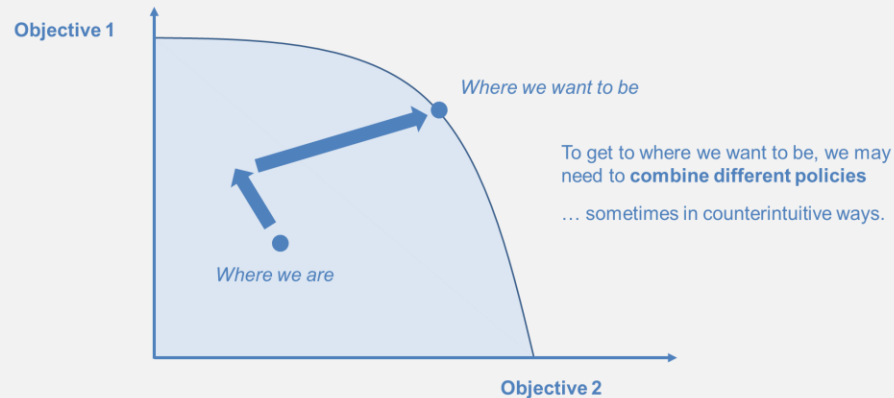 Objective 1
Where we want to be
To get to where we want to be, we may
need to combine different policies
… sometimes in counterintuitive ways.
Where we are
Objective 2